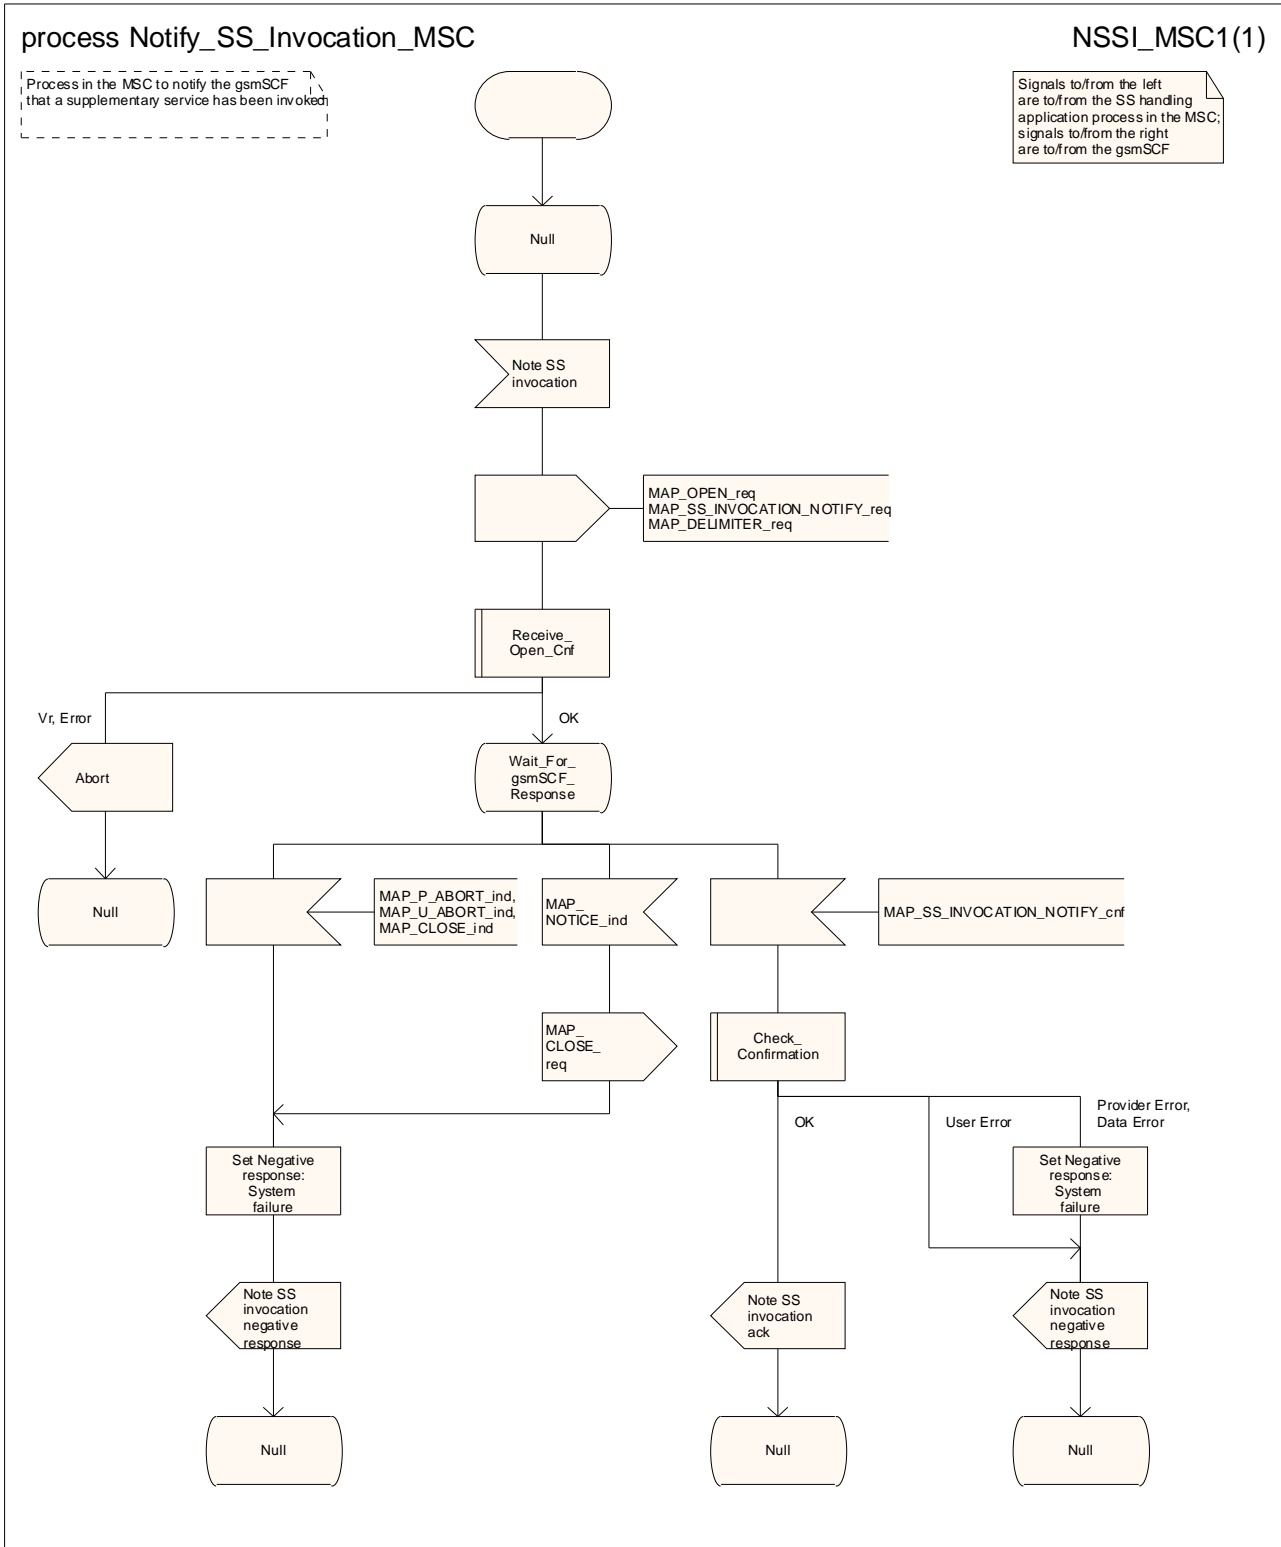 process Notify_SS_Invocation_MSC
NSSI_MSC1(1)
Process in the MSC to notify the gsmSCF
that a supplementary service has been invoked
Signals to/from the left
are to/from the SS handling
application process in the MSC;
signals to/from the right
are to/from the gsmSCF
Null
Note SS
invocation
MAP_OPEN_req
MAP_SS_INVOCATION_NOTIFY_req
MAP_DELIMITER_req
Receive_
Open_Cnf
Vr, Error
OK
Abort
Wait_For_
gsmSCF_
Response
Null
MAP_P_ABORT_ind,
MAP_U_ABORT_ind,
MAP_CLOSE_ind
MAP_
NOTICE_ind
MAP_SS_INVOCATION_NOTIFY_cnf
MAP_
CLOSE_
req
Check_
Confirmation
OK
User Error
Provider Error,
Data Error
Set Negative
response:
System
failure
Set Negative
response:
System
failure
Note SS
invocation
negative
response
Note SS
invocation
ack
Note SS
invocation
negative
response
Null
Null
Null